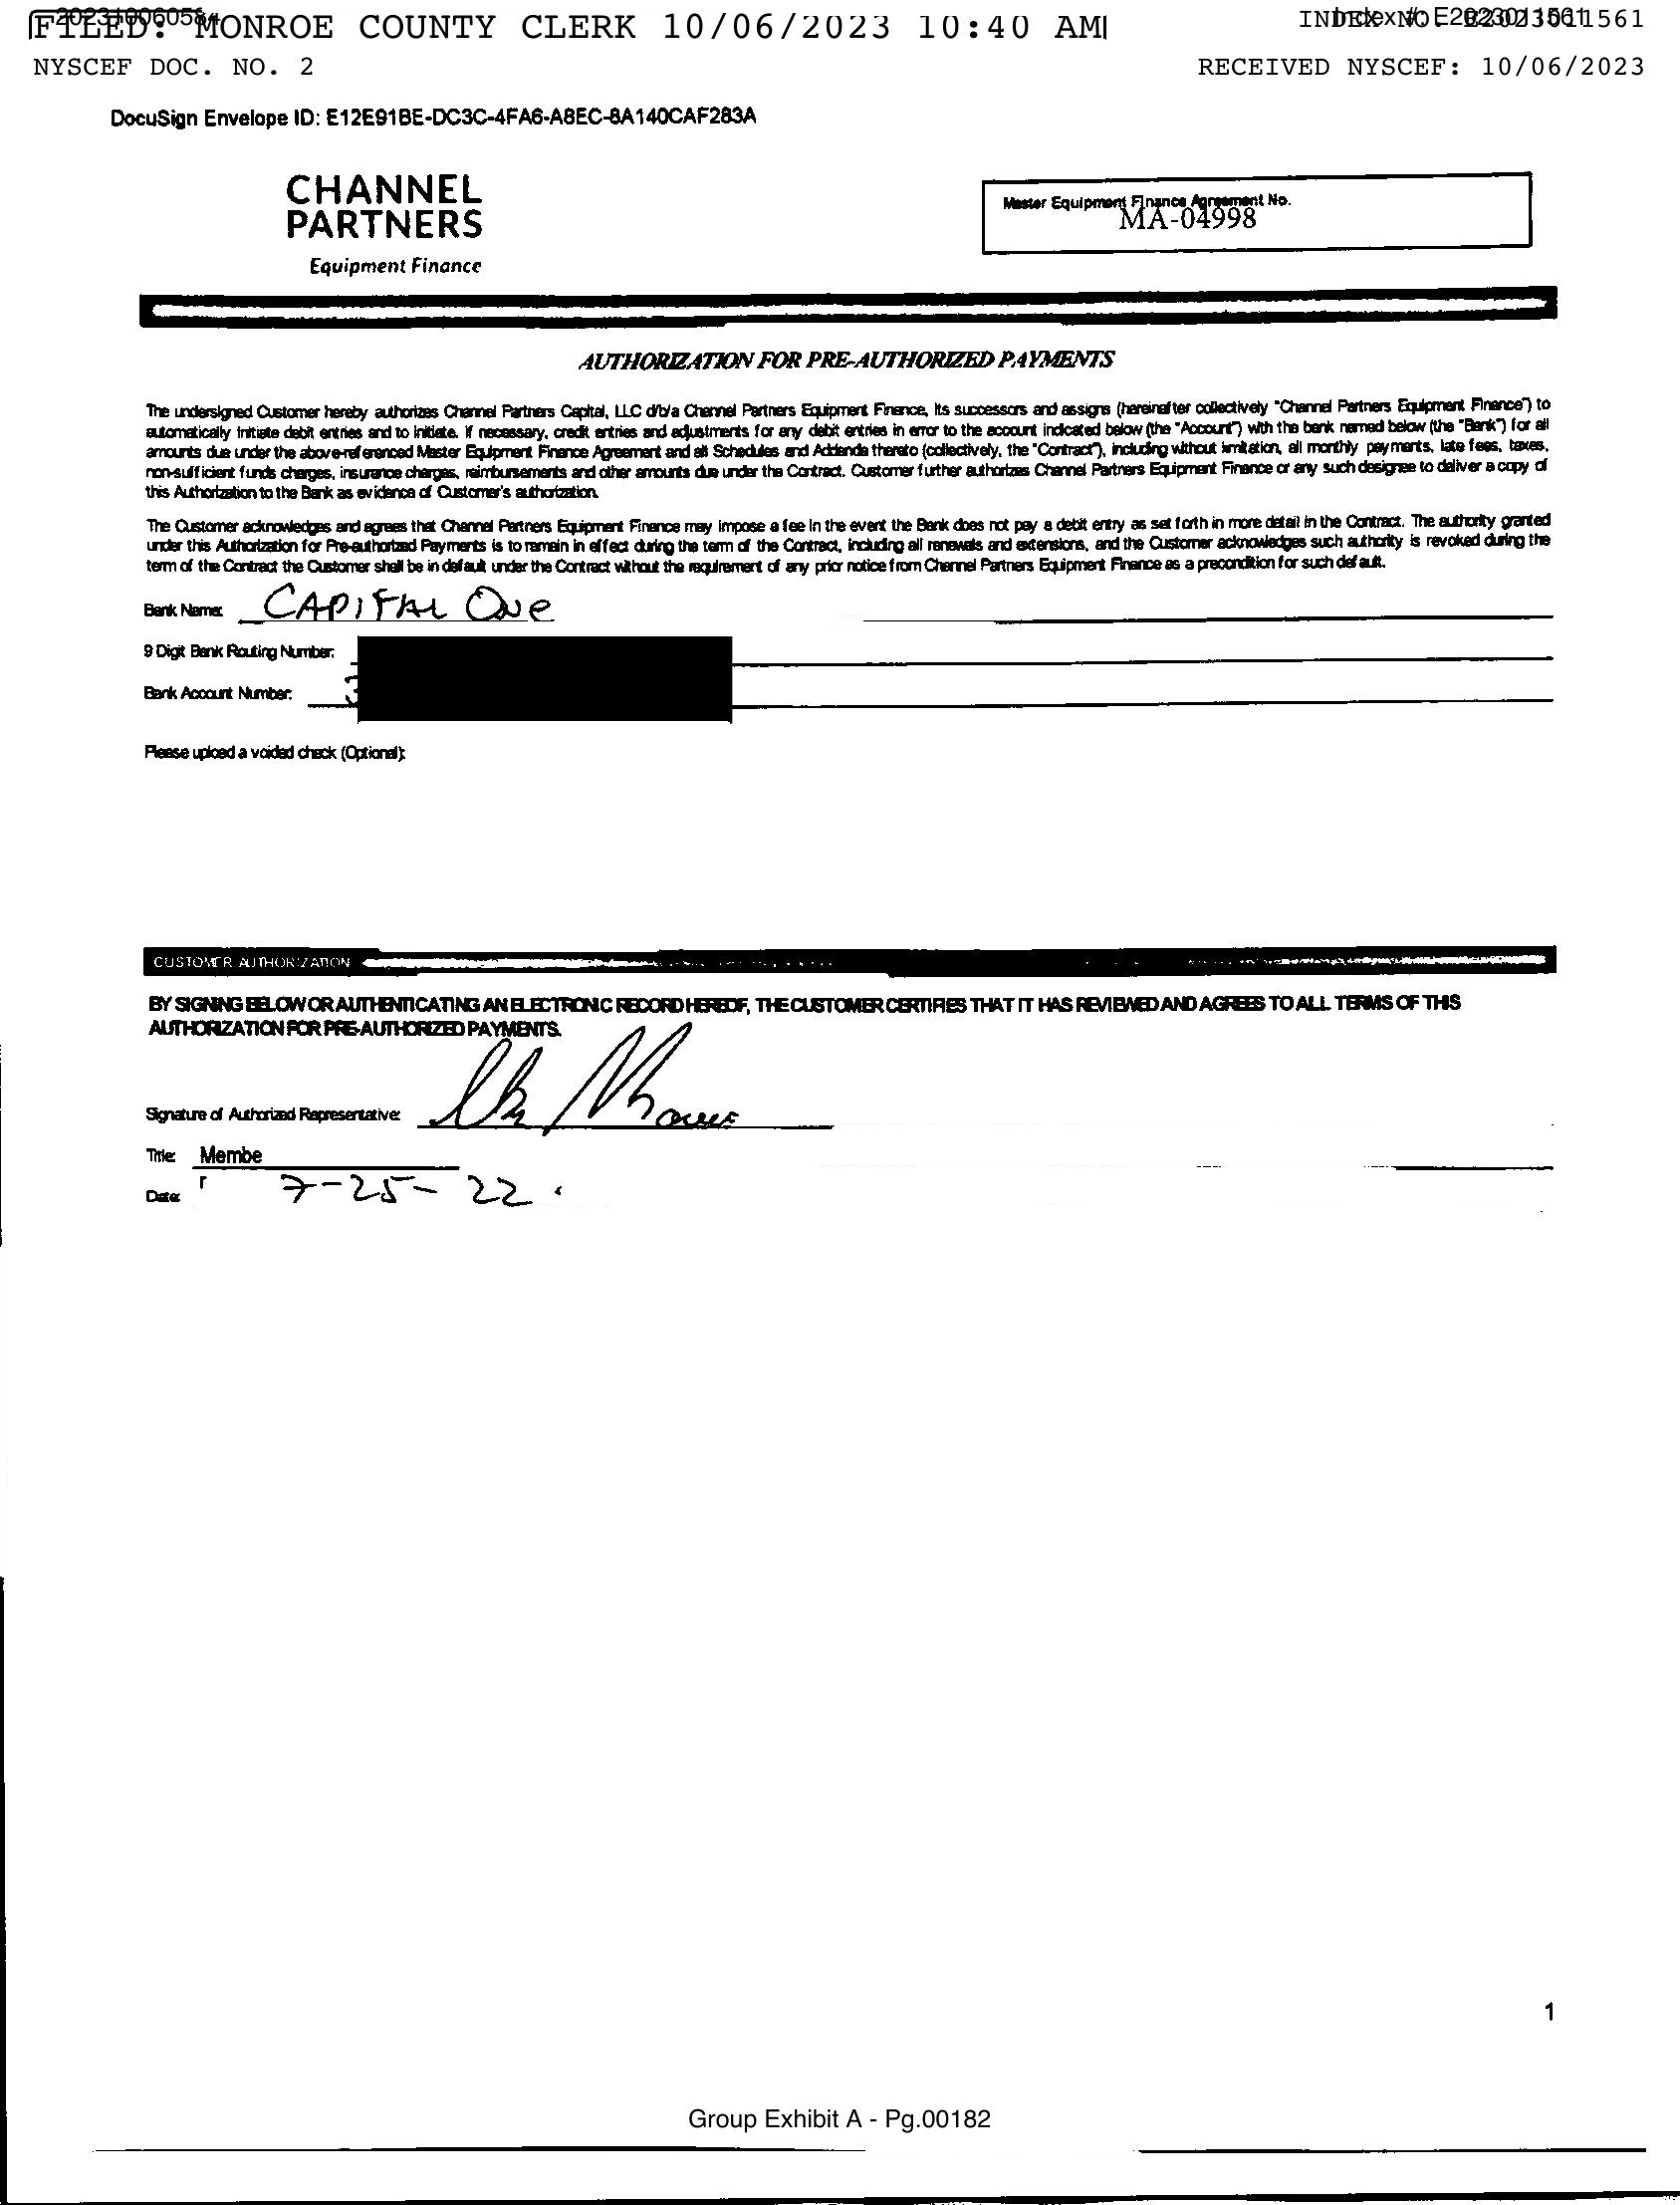 202310060584
FILED: MONROE COUNTY CLERK 10/06/2023 10:40 AM
INDEX NO. E2023011561
Index #: E2023011561
NYSCEF DOC. NO. 2
RECEIVED NYSCEF: 10/06/2023
DocuSign Envelope ID: E12E91BE-DC3C-4FA6-A8EC-8A140CAF283A
CHANNEL
PARTNERS
Equipment Finance
Master Equipment Finance Agreement No.
MA-04998
AUTHORIZATION FOR PRE-AUTHORIZED PAYMENTS
The undersigned Customer hereby authorizes Channel Partners Capital, LLC d/b/a Channel Partners Equipment Finance, its successors and assigns (hereinafter collectively "Channel Partners Equipment Finance") to
automatically initiate debit entries and to initiate, if necessary, credit entries and adjustments for any debit entries in error to the account indicated below (the "Account") with the bank named below (the "Bank") for all
amounts due under the above-referenced Master Equipment Finance Agreement and all Schedules and Addenda thereto (collectively, the "Contract"), including without limitation, all monthly payments, late fees, taxes,
non-sufficient funds charges, insurance charges, reimbursements and other amounts due under the Contract. Customer further authorizes Channel Partners Equipment Finance or any such designee to deliver a copy of
this Authorization to the Bank as evidence of Customer's authorization.
The Customer acknowledges and agrees that Channel Partners Equipment Finance may impose a fee in the event the Bank does not pay a debit entry as set forth in more detail in the Contract. The authority granted
under this Authorization for Pre-authorized Payments is to remain in effect during the term of the Contract, including all renewals and extensions, and the Customer acknowledges such authority is revoked during the
term of the Contract the Customer shall be in default under the Contract without the requirement of any prior notice from Channel Partners Equipment Finance as a precondition for such default.
Bank Name: CAPITAL ONE
9 Digit Bank Routing Number:
Bank Account Number:
Please upload a voided check (Optional):
CUSTOMER AUTHORIZATION
BY SIGNING BELOW OR AUTHENTICATING AN ELECTRONIC RECORD HEREOF, THE CUSTOMER CERTIFIES THAT IT HAS REVIEWED AND AGREES TO ALL TERMS OF THIS
AUTHORIZATION FOR PRE-AUTHORIZED PAYMENTS.
Signature of Authorized Representative:
Title: Membe
r
Date: 7-25-22
1
Group Exhibit A - Pg.00182